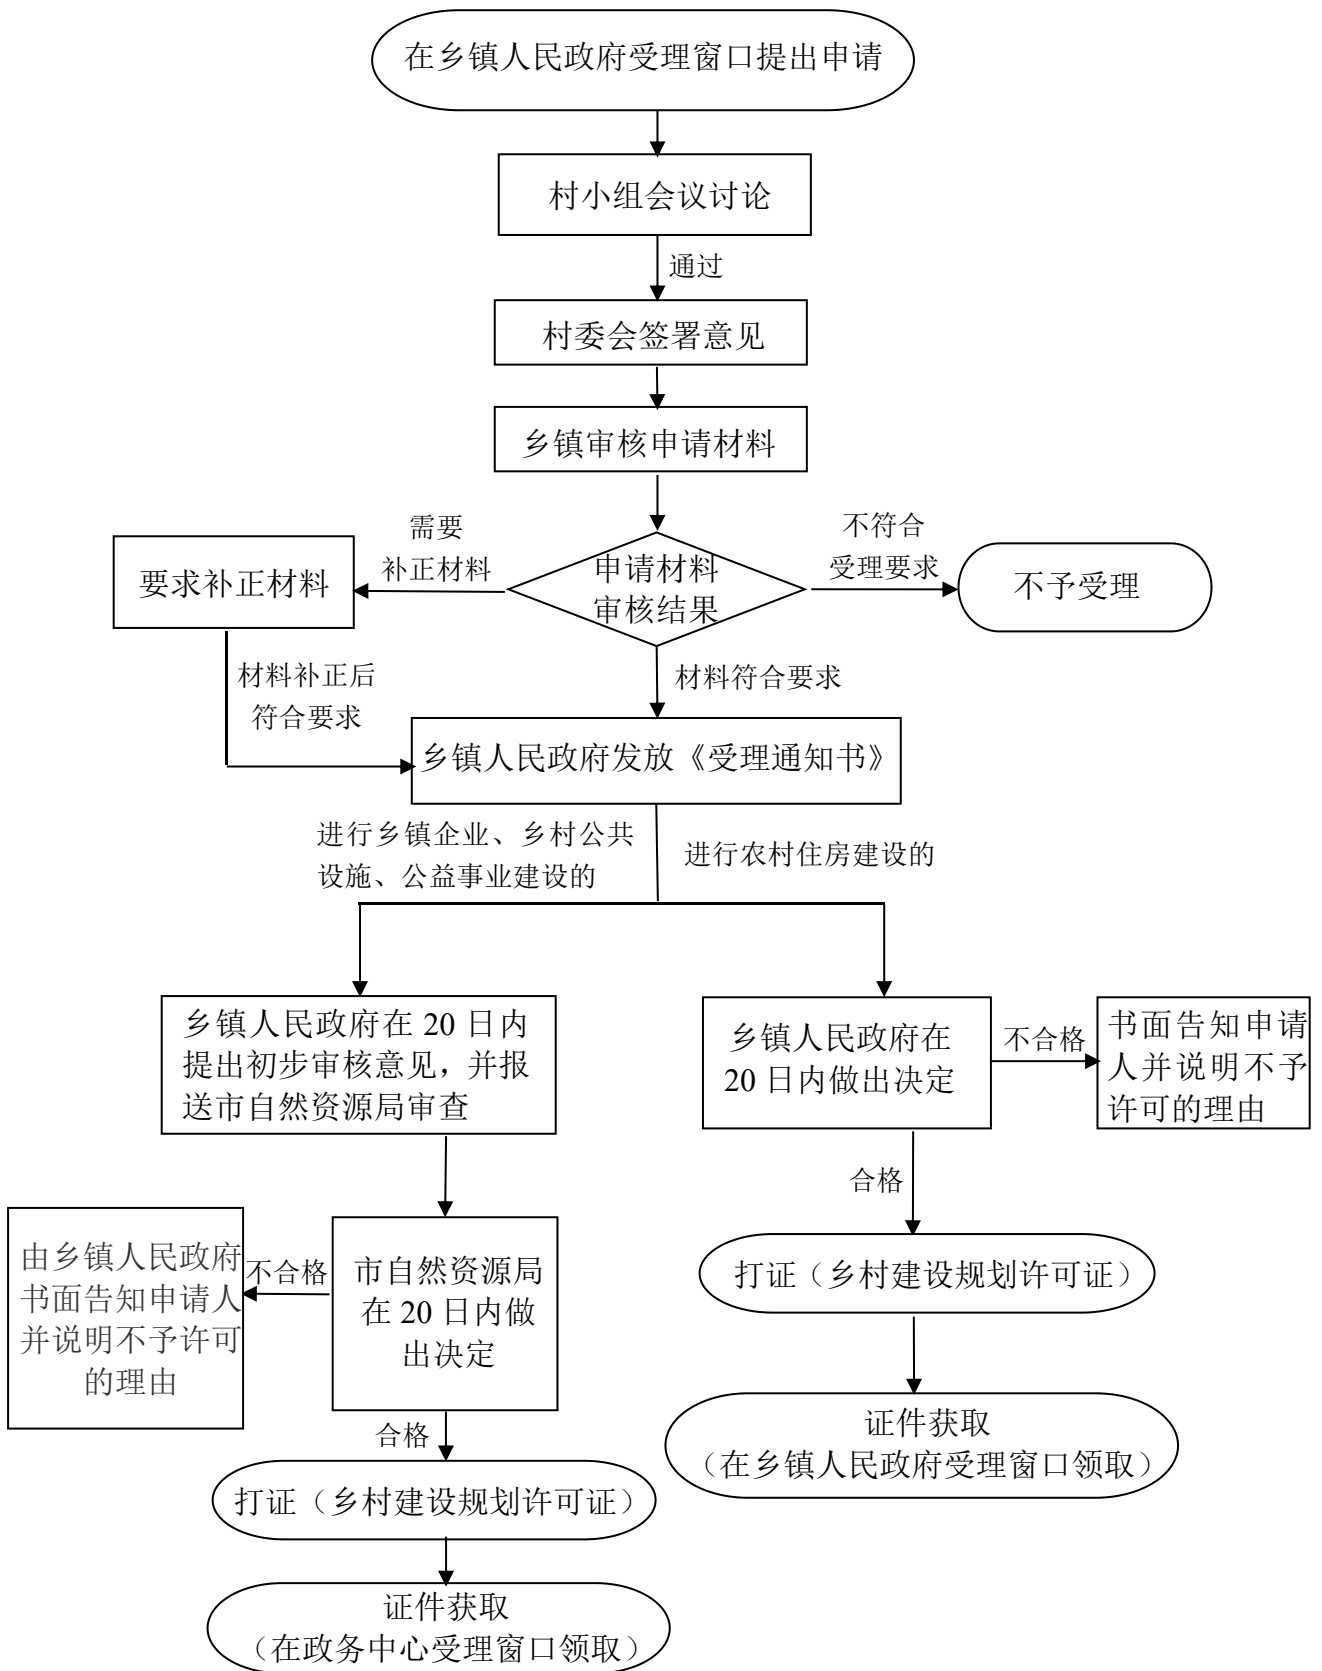 在乡镇人民政府受理窗口提出申请
村小组会议讨论
通过
村委会签署意见
乡镇审核申请材料
需要
补正材料
不符合
受理要求
要求补正材料
申请材料
审核结果
不予受理
材料补正后
符合要求
材料符合要求
乡镇人民政府发放《受理通知书》
进行乡镇企业、乡村公共
设施、公益事业建设的
进行农村住房建设的
乡镇人民政府在 20 日内
提出初步审核意见，并报
送市自然资源局审查
乡镇人民政府在
20 日内做出决定
不合格
书面告知申请
人并说明不予
许可的理由
合格
由乡镇人民政府
书面告知申请人
并说明不予许可
的理由
不合格
市自然资源局
在 20 日内做
出决定
打证（乡村建设规划许可证）
证件获取
（在乡镇人民政府受理窗口领取）
合格
打证（乡村建设规划许可证）
证件获取
（在政务中心受理窗口领取）